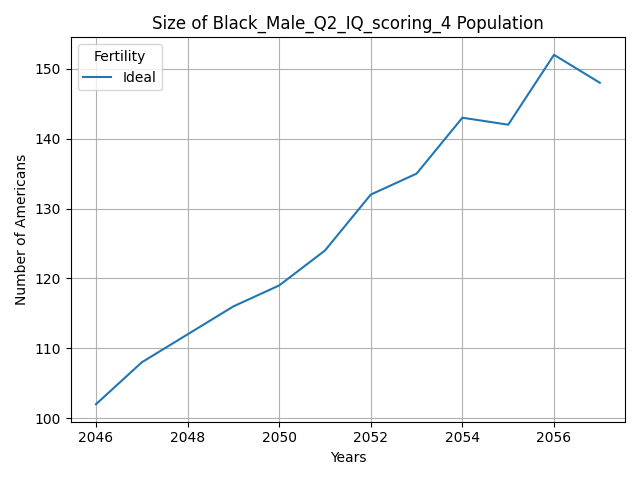 Size of Black_Male_Q2_IQ_scoring_4 Population
Fertility
Ideal
Number of Americans
150
140
130
120
110
100
2046 2048 2050 2052 2054 2056
Years